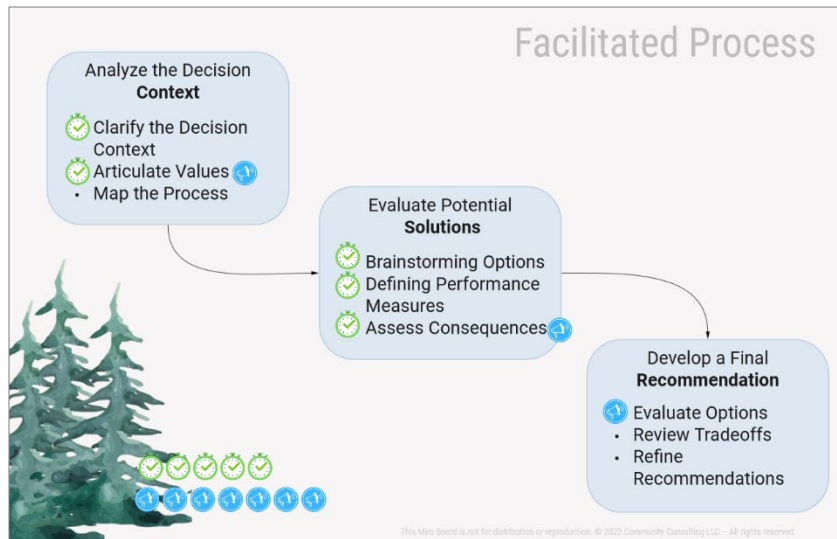 Facilitated Process
Analyze the Decision
Context
Clarify the Decision
Context
Articulate Values
• Map the Process
Evaluate Potential
Solutions
Brainstorming Options
Defining Performance
Measures
Assess Consequences
Develop a Final
Recommendation
Evaluate Options
• Review Tradeoffs
• Refine
Recommendations
This Miro Board is not for distribution or reproduction, © 2022 Community Consulting LLC – All rights reserved.